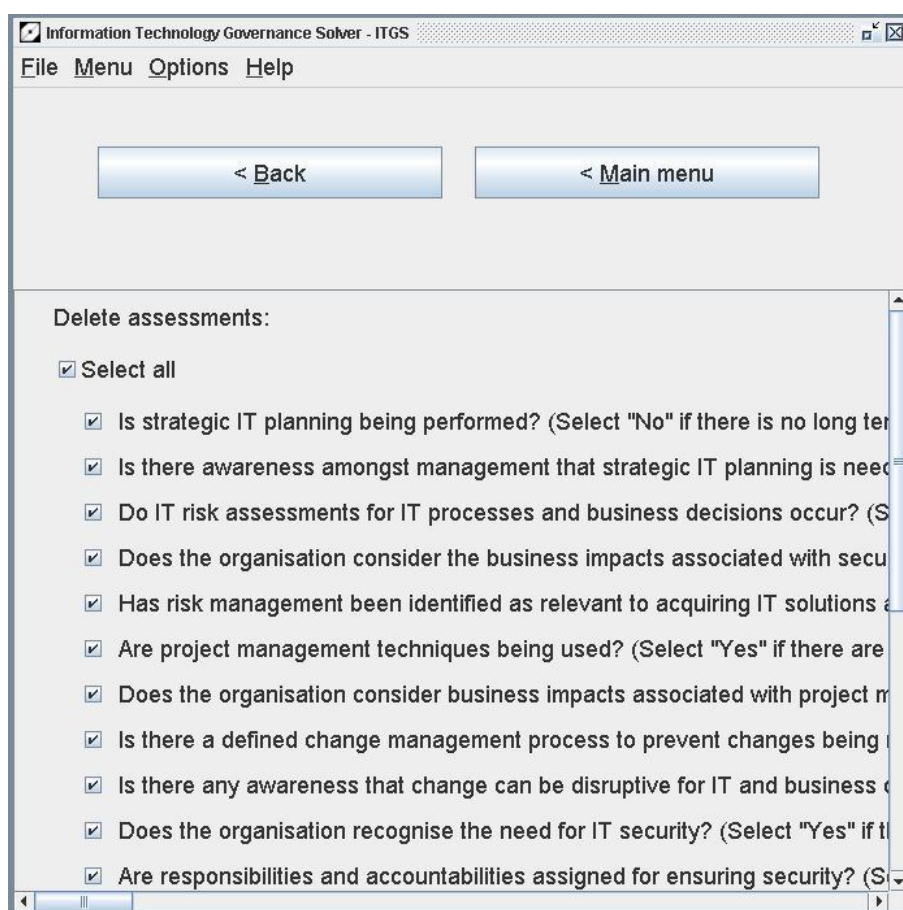 Information Technology Governance Solver - ITGS
File Menu Options Help
< Back
< Main menu
Delete assessments:
Select all
Is strategic IT planning being performed? (Select "No" if there is no long
Is there awareness amongst management that strategic IT planning is
Do IT risk assessments for IT processes and business decisions occur?
Does the organisation consider the business impacts associated with
Has risk management been identified as relevant to acquiring IT solutions
Are project management techniques being used? (Select "Yes" if there are
Does the organisation consider business impacts associated with project
Is there a defined change management process to prevent changes being
Is there any awareness that change can be disruptive for IT and business
Does the organisation recognise the need for IT security? (Select "Yes" if
Are responsibilities and accountabilities assigned for ensuring security?